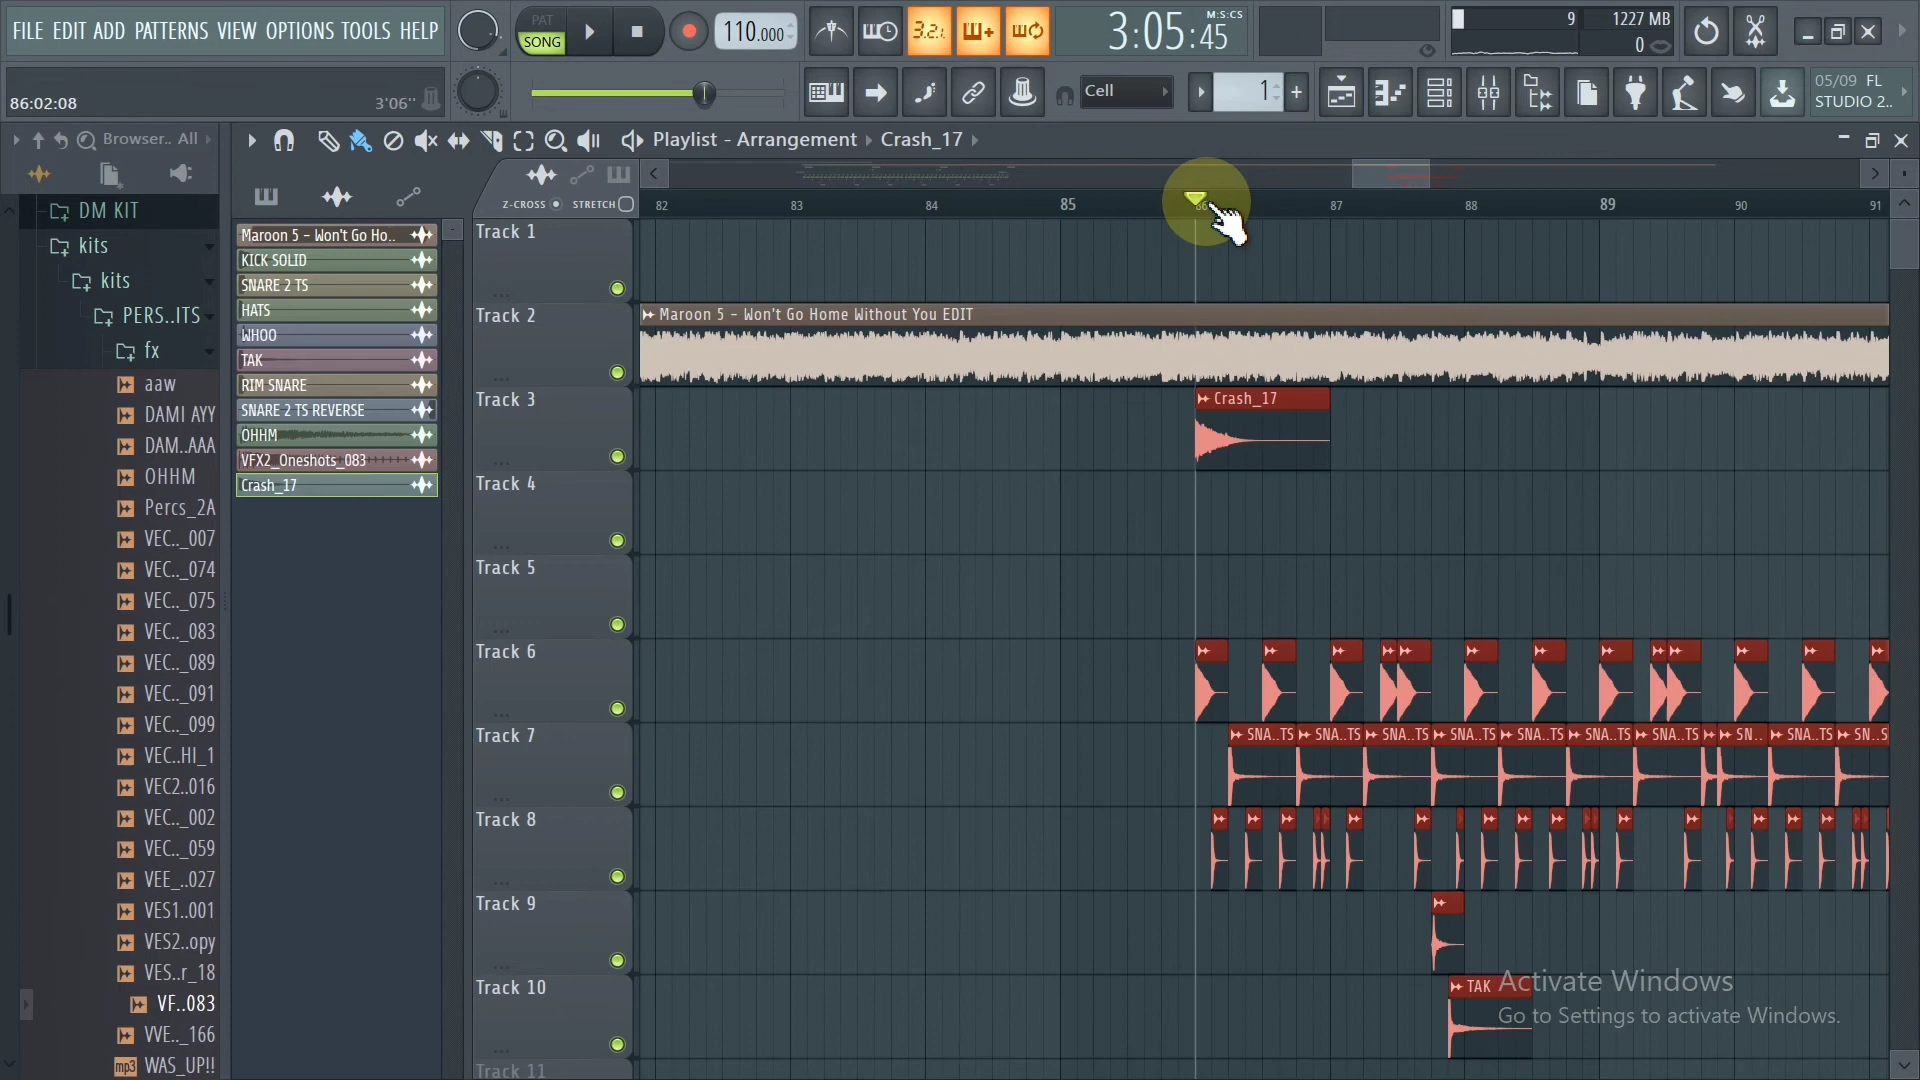 FILE EDIT ADD PATTERNS VIEW OPTIONS TOOLS HELP
PAT
SONG
110.000
3.2.1
3:05:45
M:S:CS
9
1227 MB
0
86:02:08
3'06''
Cell
1
05/09 FL
STUDIO 2..
Browser.. All
Playlist - Arrangement
Crash_17
Z-CROSS
STRETCH
82
83
84
85
86
87
88
89
90
91
DM KIT
kits
kits
PERS..ITS
fx
aaw
DAMI AYY
DAM..AAA
OHHM
Percs_2A
VEC.._007
VEC.._074
VEC.._075
VEC.._083
VEC.._089
VEC.._091
VEC.._099
VEC..HI_1
VEC2..016
VEC.._002
VEC.._059
VEE_..027
VES1..001
VES2..opy
VES..r_18
VF..083
VVE.._166
mp3 WAS_UP!!
Maroon 5 - Won't Go Ho..
KICK SOLID
SNARE 2 TS
HATS
WHOO
TAK
RIM SNARE
SNARE 2 TS REVERSE
OHHM
VFX2_Oneshots_083
Crash_17
Track 1
Track 2
Maroon 5 - Won't Go Home Without You EDIT
Track 3
Crash_17
Track 4
Track 5
Track 6
Track 7
SNA..TS
SNA..TS
SNA..TS
SNA..TS
SNA..TS
SNA..TS
SNA..TS
SN..
SNA..TS
SN..S
Track 8
Track 9
Track 10
TAK
Track 11
Activate Windows
Go to Settings to activate Windows.